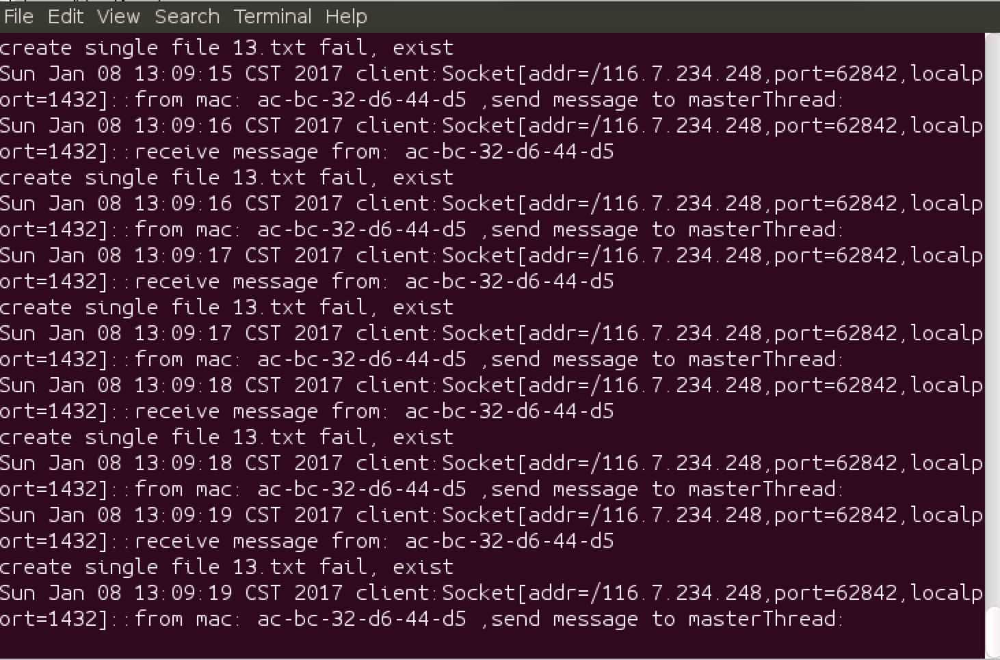 File Edit View Search Terminal Help
create single file 13.txt fail, exist
Sun Jan 08 13:09:15 CST 2017 client:Socket[addr=/116.7.234.248,port=62842,localp
ort=1432]::from mac: ac-bc-32-d6-44-d5 ,send message to masterThread:
Sun Jan 08 13:09:16 CST 2017 client:Socket[addr=/116.7.234.248,port=62842,localp
ort=1432]::receive message from: ac-bc-32-d6-44-d5
create single file 13.txt fail, exist
Sun Jan 08 13:09:16 CST 2017 client:Socket[addr=/116.7.234.248,port=62842,localp
ort=1432]::from mac: ac-bc-32-d6-44-d5 ,send message to masterThread:
Sun Jan 08 13:09:17 CST 2017 client:Socket[addr=/116.7.234.248,port=62842,localp
ort=1432]::receive message from: ac-bc-32-d6-44-d5
create single file 13.txt fail, exist
Sun Jan 08 13:09:17 CST 2017 client:Socket[addr=/116.7.234.248,port=62842,localp
ort=1432]::from mac: ac-bc-32-d6-44-d5 ,send message to masterThread:
Sun Jan 08 13:09:18 CST 2017 client:Socket[addr=/116.7.234.248,port=62842,localp
ort=1432]::receive message from: ac-bc-32-d6-44-d5
create single file 13.txt fail, exist
Sun Jan 08 13:09:18 CST 2017 client:Socket[addr=/116.7.234.248,port=62842,localp
ort=1432]::from mac: ac-bc-32-d6-44-d5 ,send message to masterThread:
Sun Jan 08 13:09:19 CST 2017 client:Socket[addr=/116.7.234.248,port=62842,localp
ort=1432]::receive message from: ac-bc-32-d6-44-d5
create single file 13.txt fail, exist
Sun Jan 08 13:09:19 CST 2017 client:Socket[addr=/116.7.234.248,port=62842,localp
ort=1432]::from mac: ac-bc-32-d6-44-d5 ,send message to masterThread: